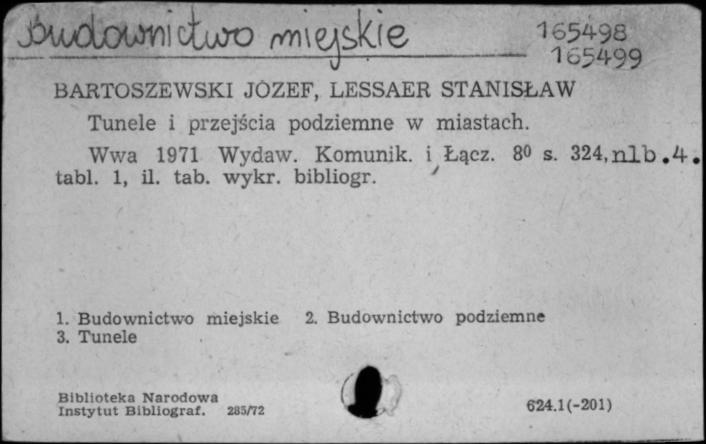 Budownictwo miejskie 165498
165499
BARTOSZEWSKI JÓZEF, LESSAER STANISŁAW
Tunele i przejścia podziemne w miastach.
Wwa 1971 Wydaw. Komunik. i Łącz. 8⁰ s. 324, nlb.4.
tabl. 1, il. tab. wykr. bibliogr.
1. Budownictwo miejskie 2. Budownictwo podziemne
3. Tunele
Biblioteka Narodowa
Instytut Bibliograf. 285/72 624.1(-201)